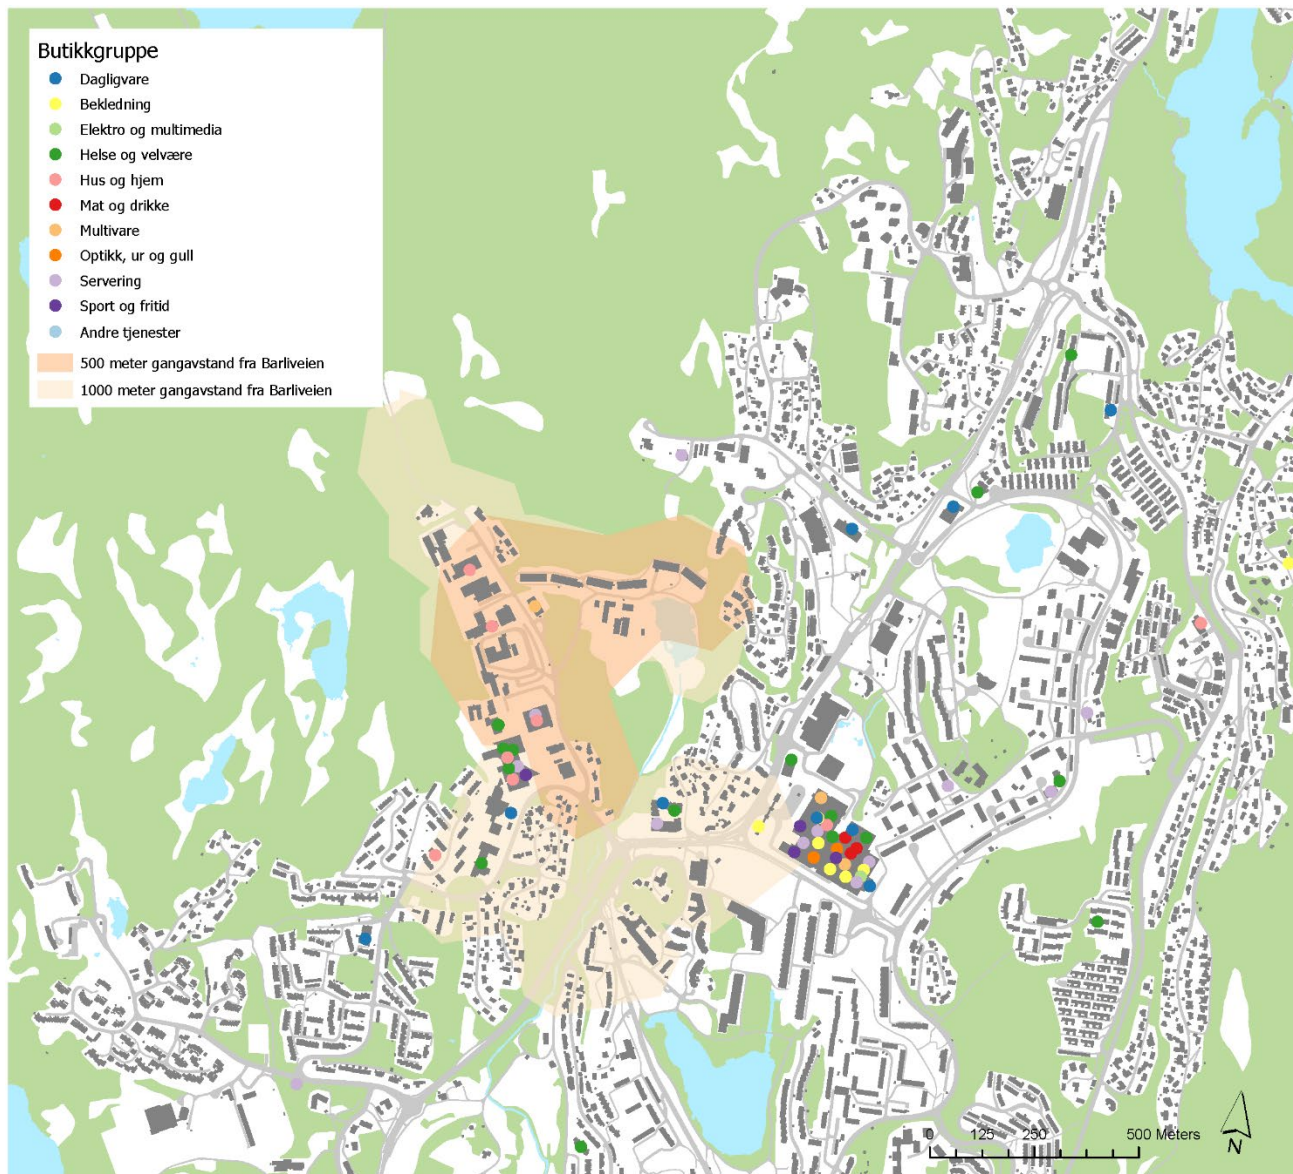 Butikkgruppe
Dagligvare
Bekledning
Elektro og multimedia
Helse og velvære
Hus og hjem
Mat og drikke
Multivare
Optikk, ur og gull
Servering
Sport og fritid
Andre tjenester
500 meter gangavstand fra Barliveien
1000 meter gangavstand fra Barliveien
0 125 250 500 Meters
N